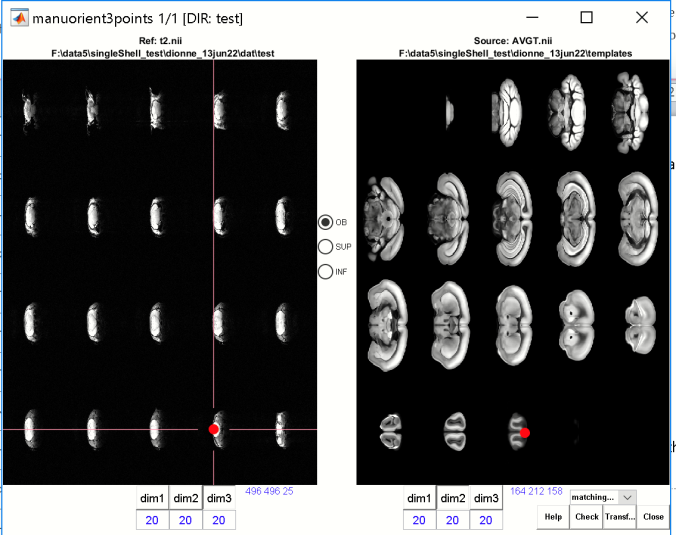 manuorient3points 1/1 [DIR: test]
Ref: t2.nii
F:\data5\singleShell_test\dionne_13jun22\dat\test
Source: AVGT.nii
F:\data5\singleShell_test\dionne_13jun22\templates
OB
SUP
INF
dim1 dim2 dim3 496 496 25
20 20 20
dim1 dim2 dim3 164 212 158
20 20 20
matching...
Help Check Transf... Close